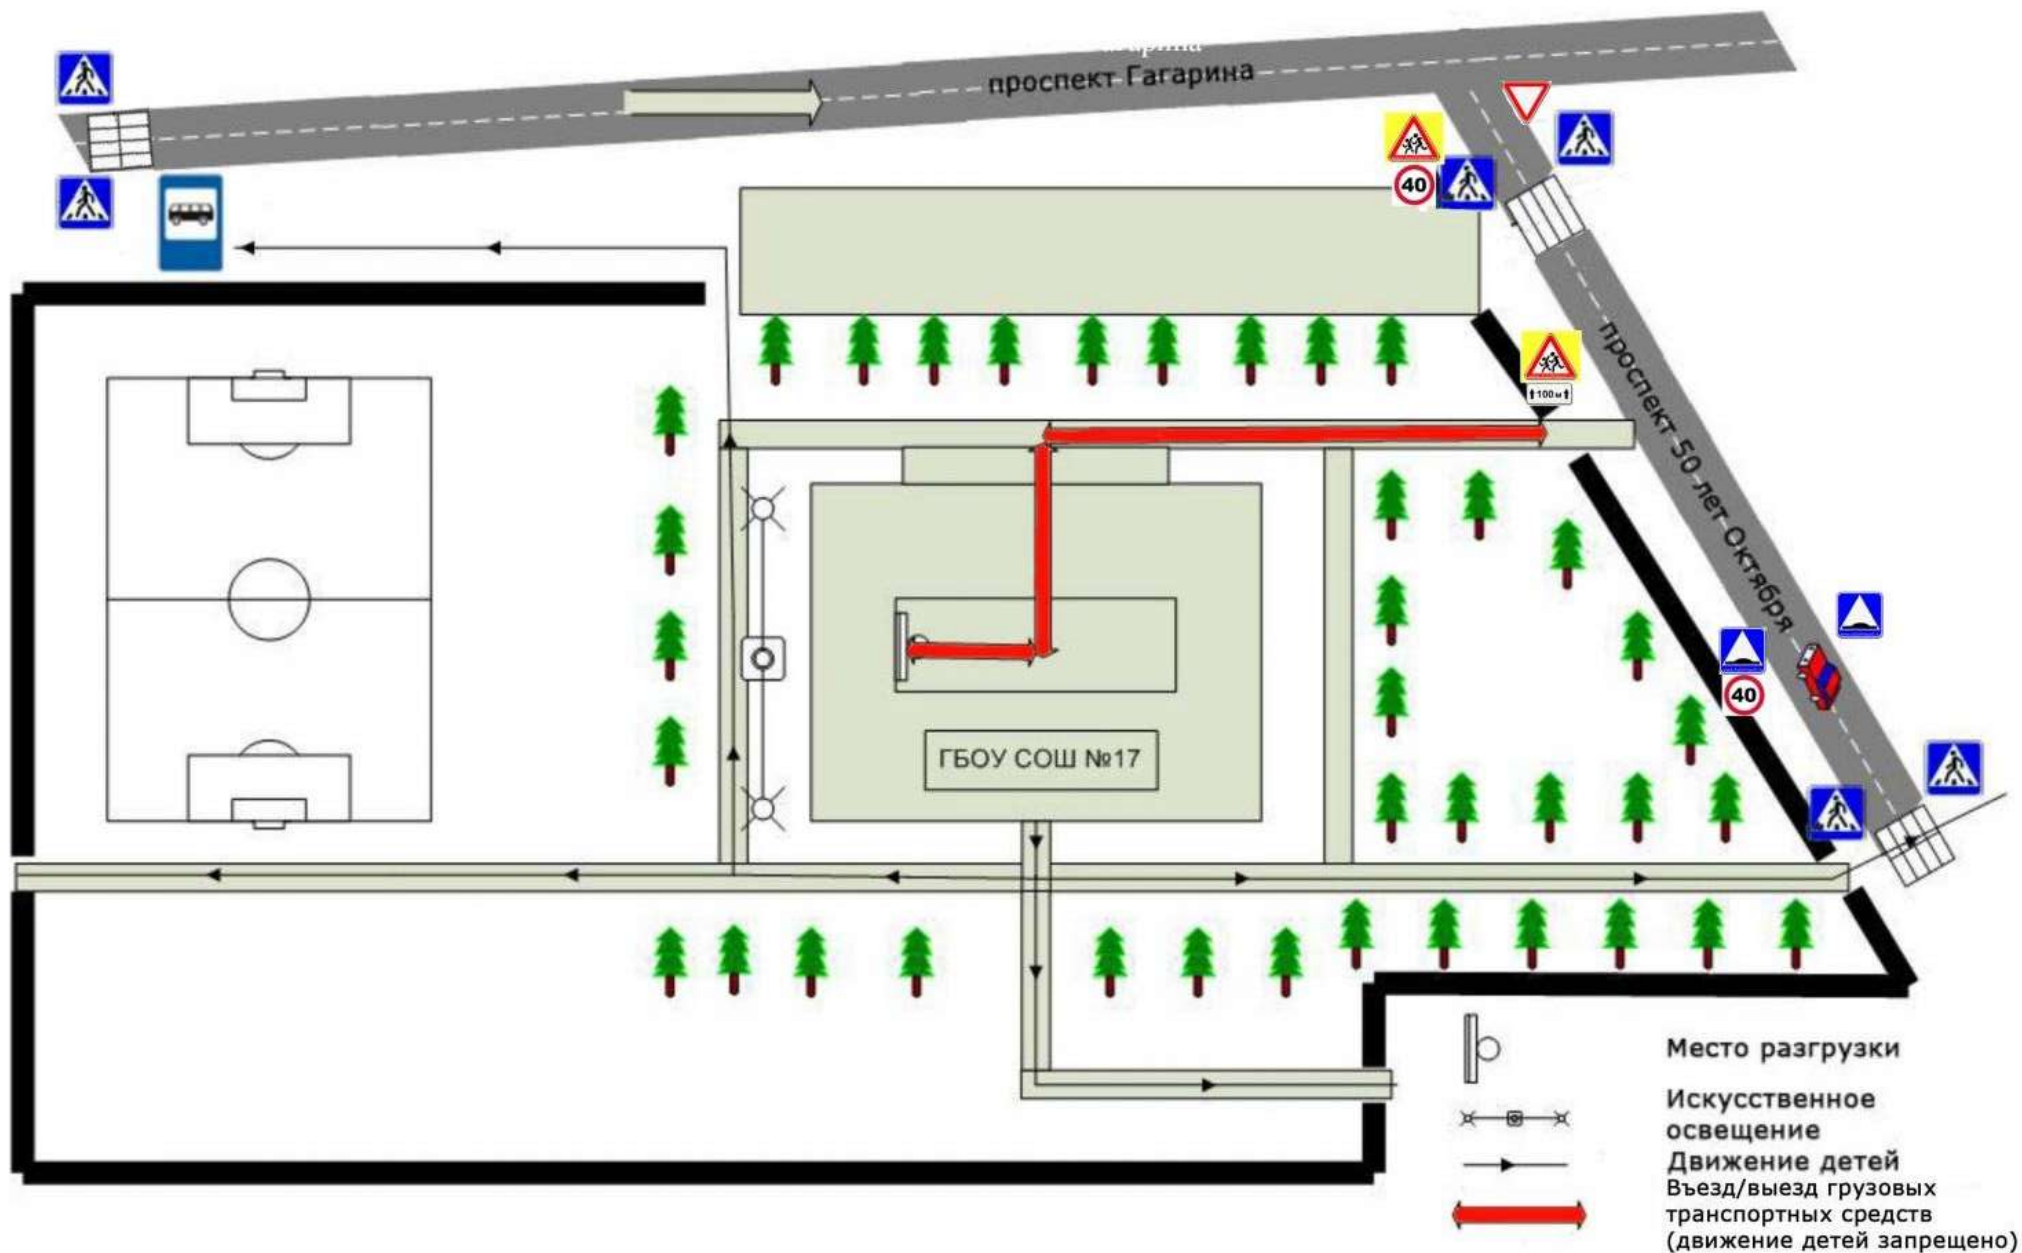 проспект Гагарина
40
проспект 50 лет Октября
↑100м↑
40
ГБОУ СОШ №17
Место разгрузки
Искусственное
освещение
Движение детей
Въезд/выезд грузовых
транспортных средств
(движение детей запрещено)